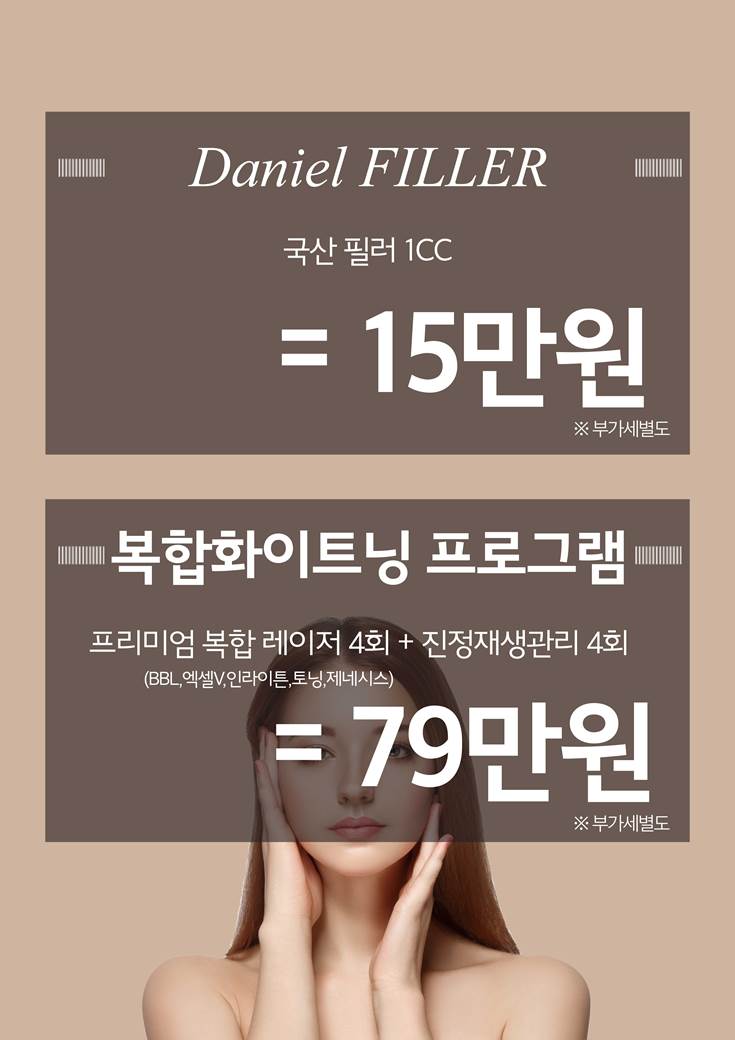 Daniel FILLER
국산 필러 1CC
= 15만원
※ 부가세별도
복합화이트닝 프로그램
프리미엄 복합 레이저 4회 + 진정재생관리 4회
(BBL,엑셀V,인라이튼,토닝,제네시스)
= 79만원
※ 부가세별도